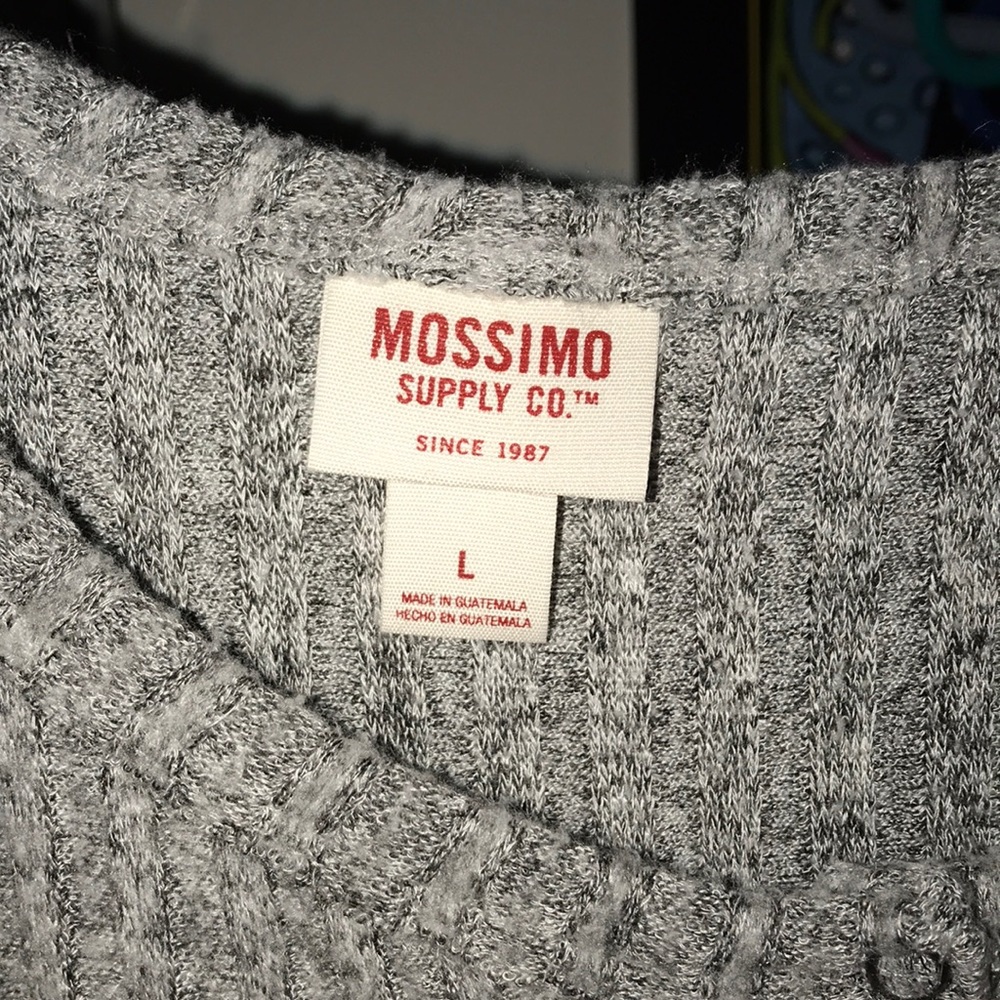 MOSSIMO
SUPPLY CO.™
SINCE 1987
L
MADE IN GUATEMALA
HECHO EN GUATEMALA